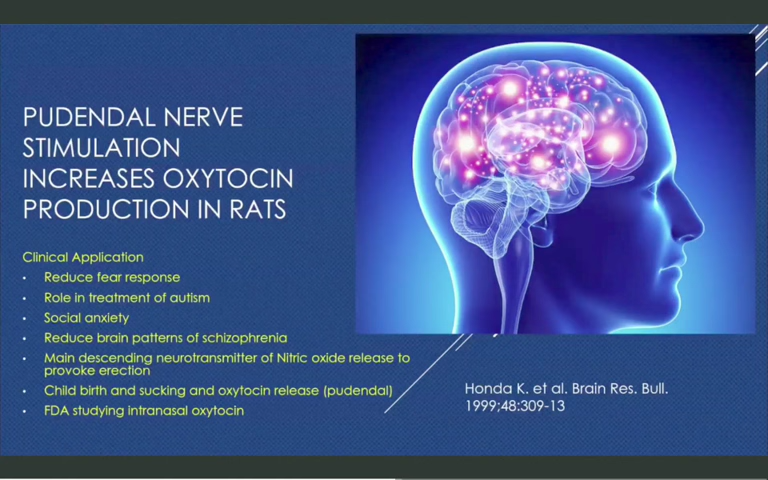 PUDENDAL NERVE
STIMULATION
INCREASES OXYTOCIN
PRODUCTION IN RATS
Clinical Application
• Reduce fear response
• Role in treatment of autism
• Social anxiety
• Reduce brain patterns of schizophrenia
• Main descending neurotransmitter of Nitric oxide release to
provoke erection
• Child birth and sucking and oxytocin release (pudendal)
• FDA studying intranasal oxytocin
Honda K. et al. Brain Res. Bull.
1999;48:309-13